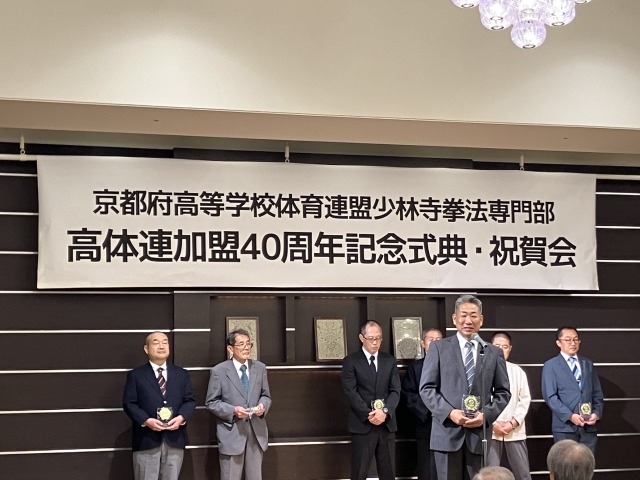 京都府高等学校体育連盟少林寺拳法専門部
高体連加盟40周年記念式典・祝賀会